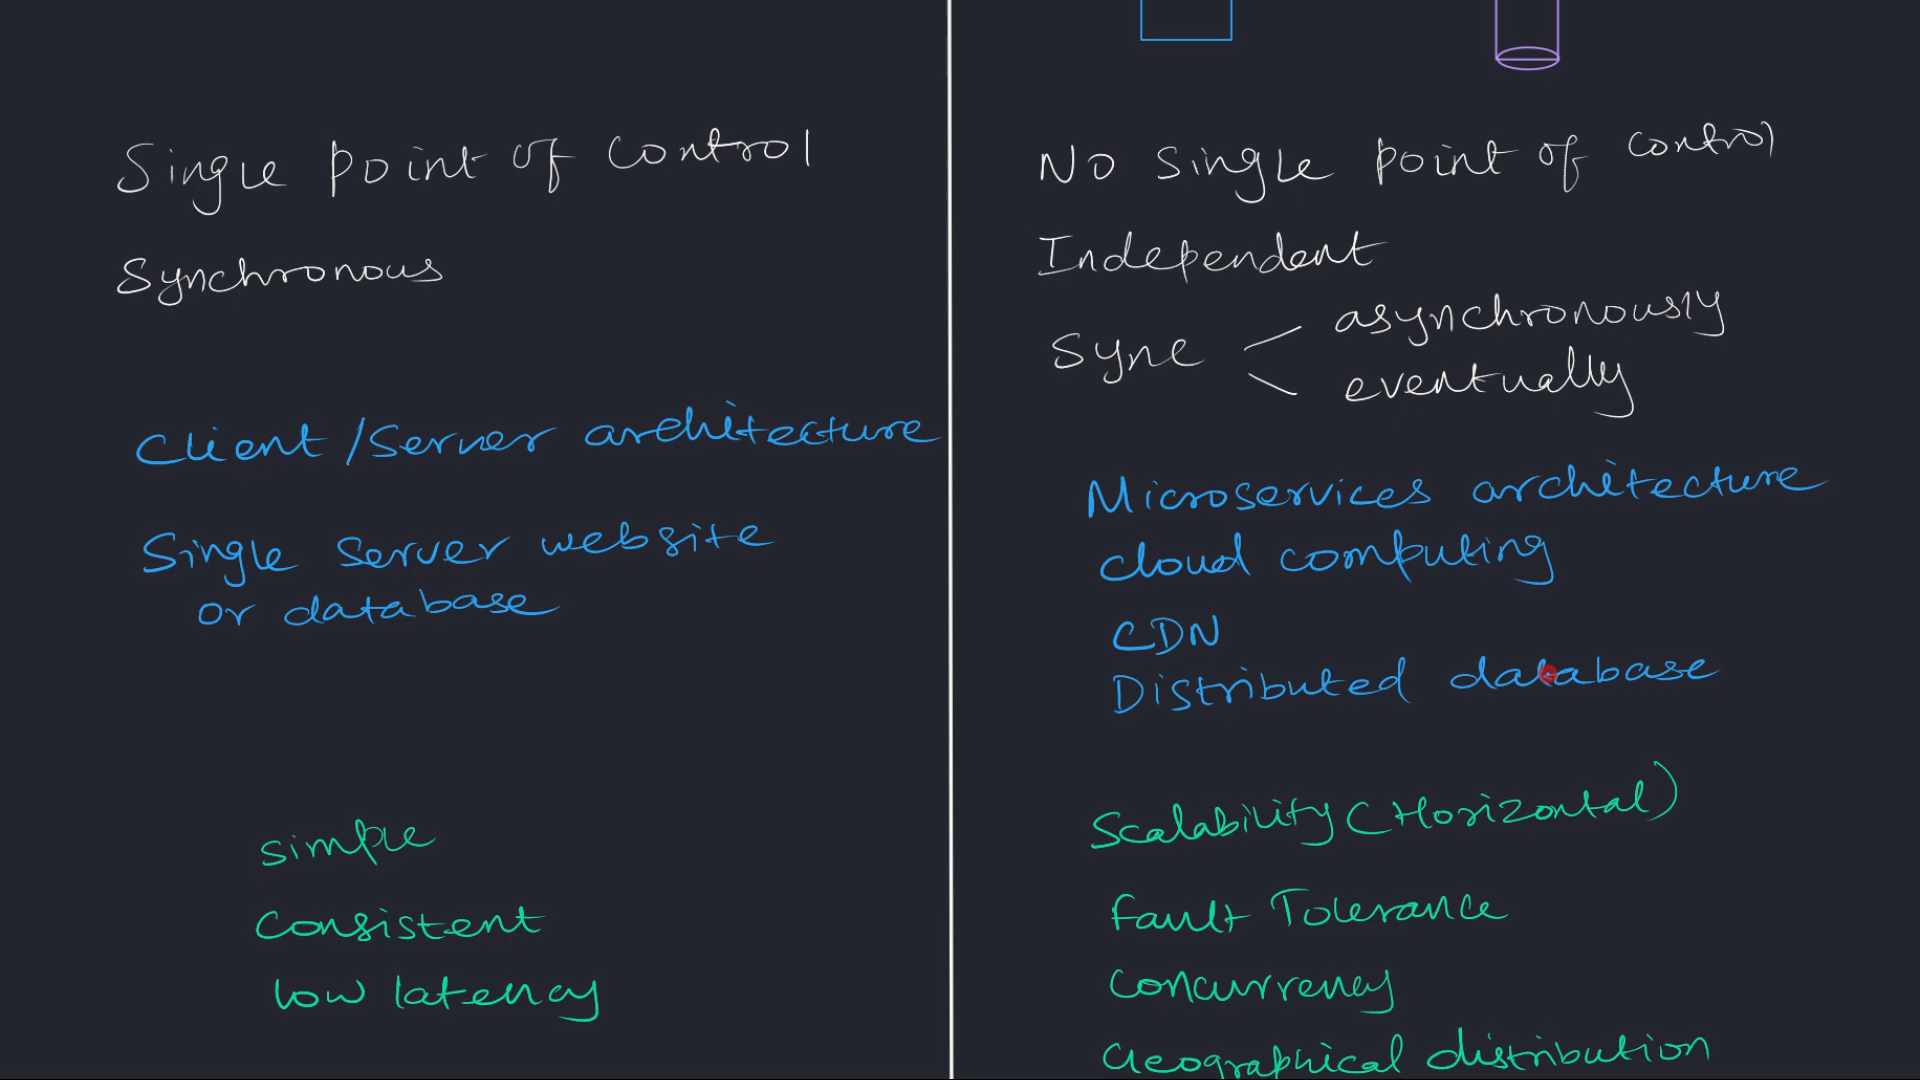 Single point of control
Synchronous
Client/Server architecture
Single server website
or database
simple
Consistent
low latency
No single point of control
Independent
Sync < asynchronously
eventually
Microservices architecture
cloud computing
CDN
Distributed database
Scalability (Horizontal)
Fault Tolerance
Concurrency
Geographical distribution